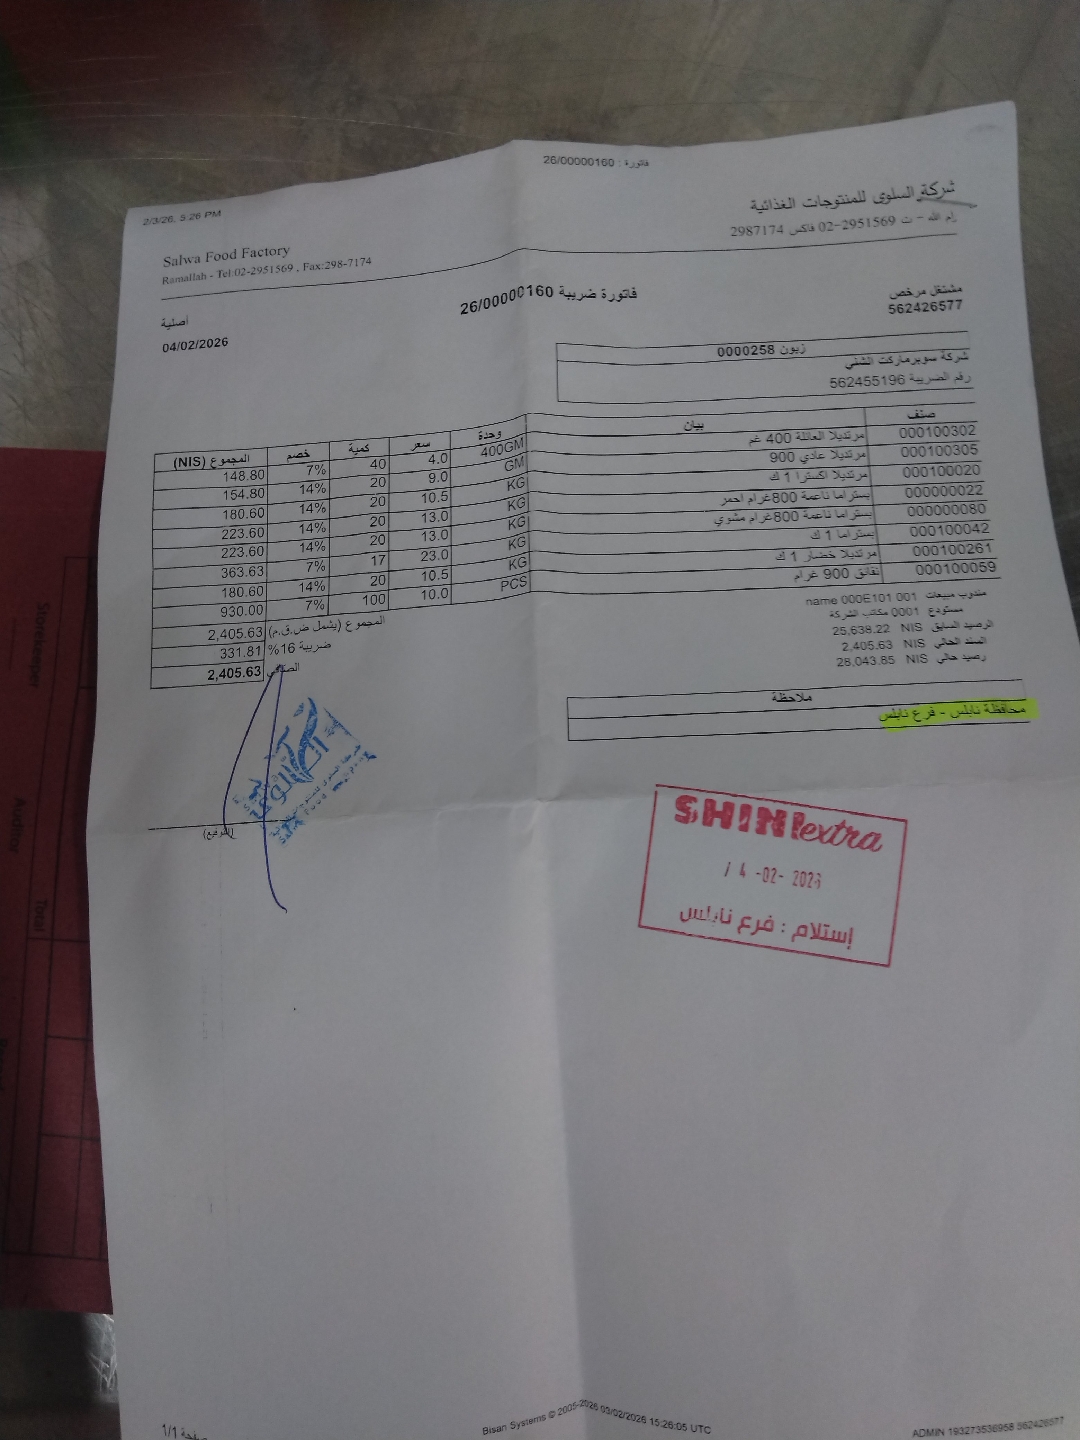 فاتورة : 26/00000160
2/3/26, 5:26 PM
شركة السلوى للمنتوجات الغذائية
رام الله - ت 02-2951569 فاكس 2987174
Salwa Food Factory
Ramallah - Tel:02-2951569 , Fax:298-7174
مشتغل مرخص
562426577
فاتورة ضريبة 26/00000160
أصلية
04/02/2026
زبون 0000258
شركة سوبرماركت الشني
رقم الضريبة 562455196
صنف بيان وحدة سعر كمية خصم المجموع (NIS)
000100302 مرتديلا العائلة 400 غم 400GM 4.0 40 7% 148.80
000100305 مرتديلا عادي 900 GM 9.0 20 14% 154.80
000100020 مرتديلا اكسترا 1 ك KG 10.5 20 14% 180.60
000000022 بسطراما ناعمة 800غرام احمر KG 13.0 20 14% 223.60
000000080 بسطراما ناعمة 800غرام مشوي KG 13.0 20 14% 223.60
000100042 بسطراما 1 ك KG 23.0 17 7% 363.63
000100261 مرتديلا خضار 1 ك KG 10.5 20 14% 180.60
000100059 نقانق 900 غرام PCS 10.0 100 7% 930.00
المجموع (يشمل ض.ق.م) 2,405.63
ضريبة 16% 331.81
الصافي 2,405.63
مندوب مبيعات name 000E101 001
مستودع 0001 مكاتب الشركة
الرصيد السابق NIS 25,638.22
السند الحالي NIS 2,405.63
رصيد حالي NIS 28,043.85
ملاحظة
محافظة نابلس - فرع نابلس
(التوقيع)
السلوى
SHINI extra
14 -02- 2026
إستلام : فرع نابلس
Storekeeper
Auditor
Total
صفحة 1/1
Bisan Systems © 2005-2026 03/02/2026 15:26:05 UTC
ADMIN 193273536958 562426577